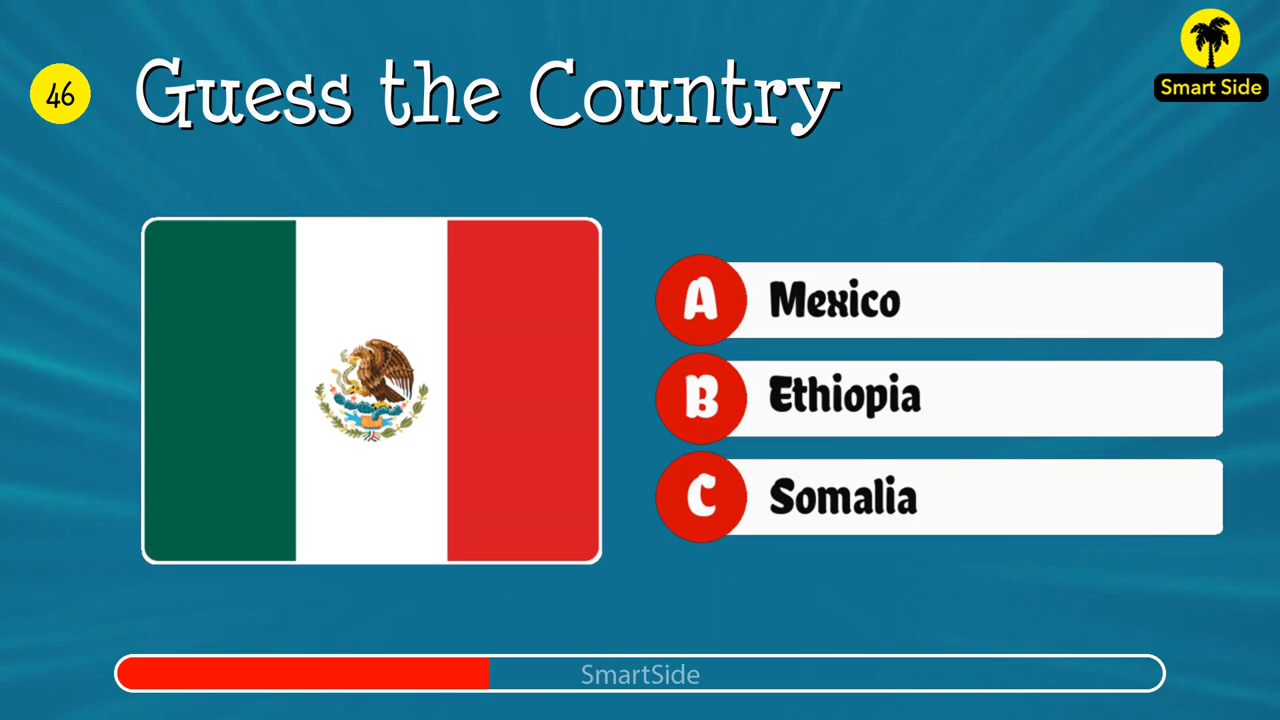 46
Guess the Country
Smart Side
A Mexico
B Ethiopia
C Somalia
SmartSide